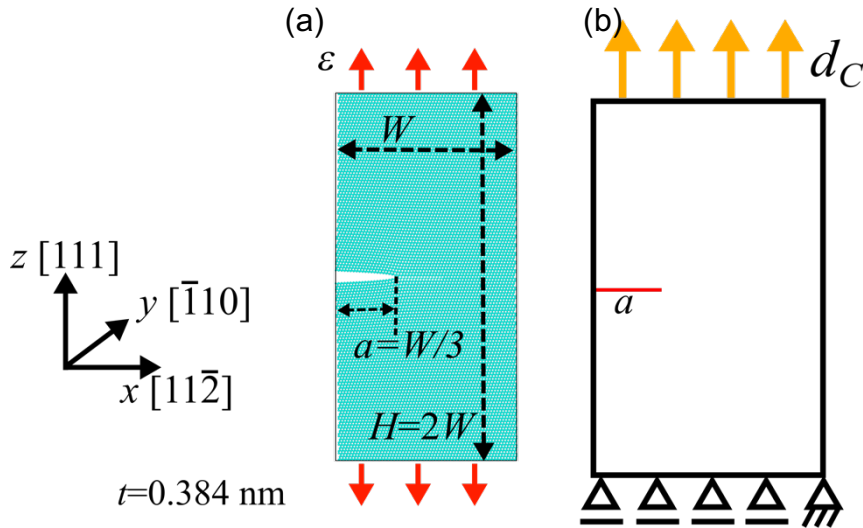 (a)
(b)
ε
d_C
W
z [111]
y [1̄10]
a
x [112̄]
a=W/3
H=2W
t=0.384 nm